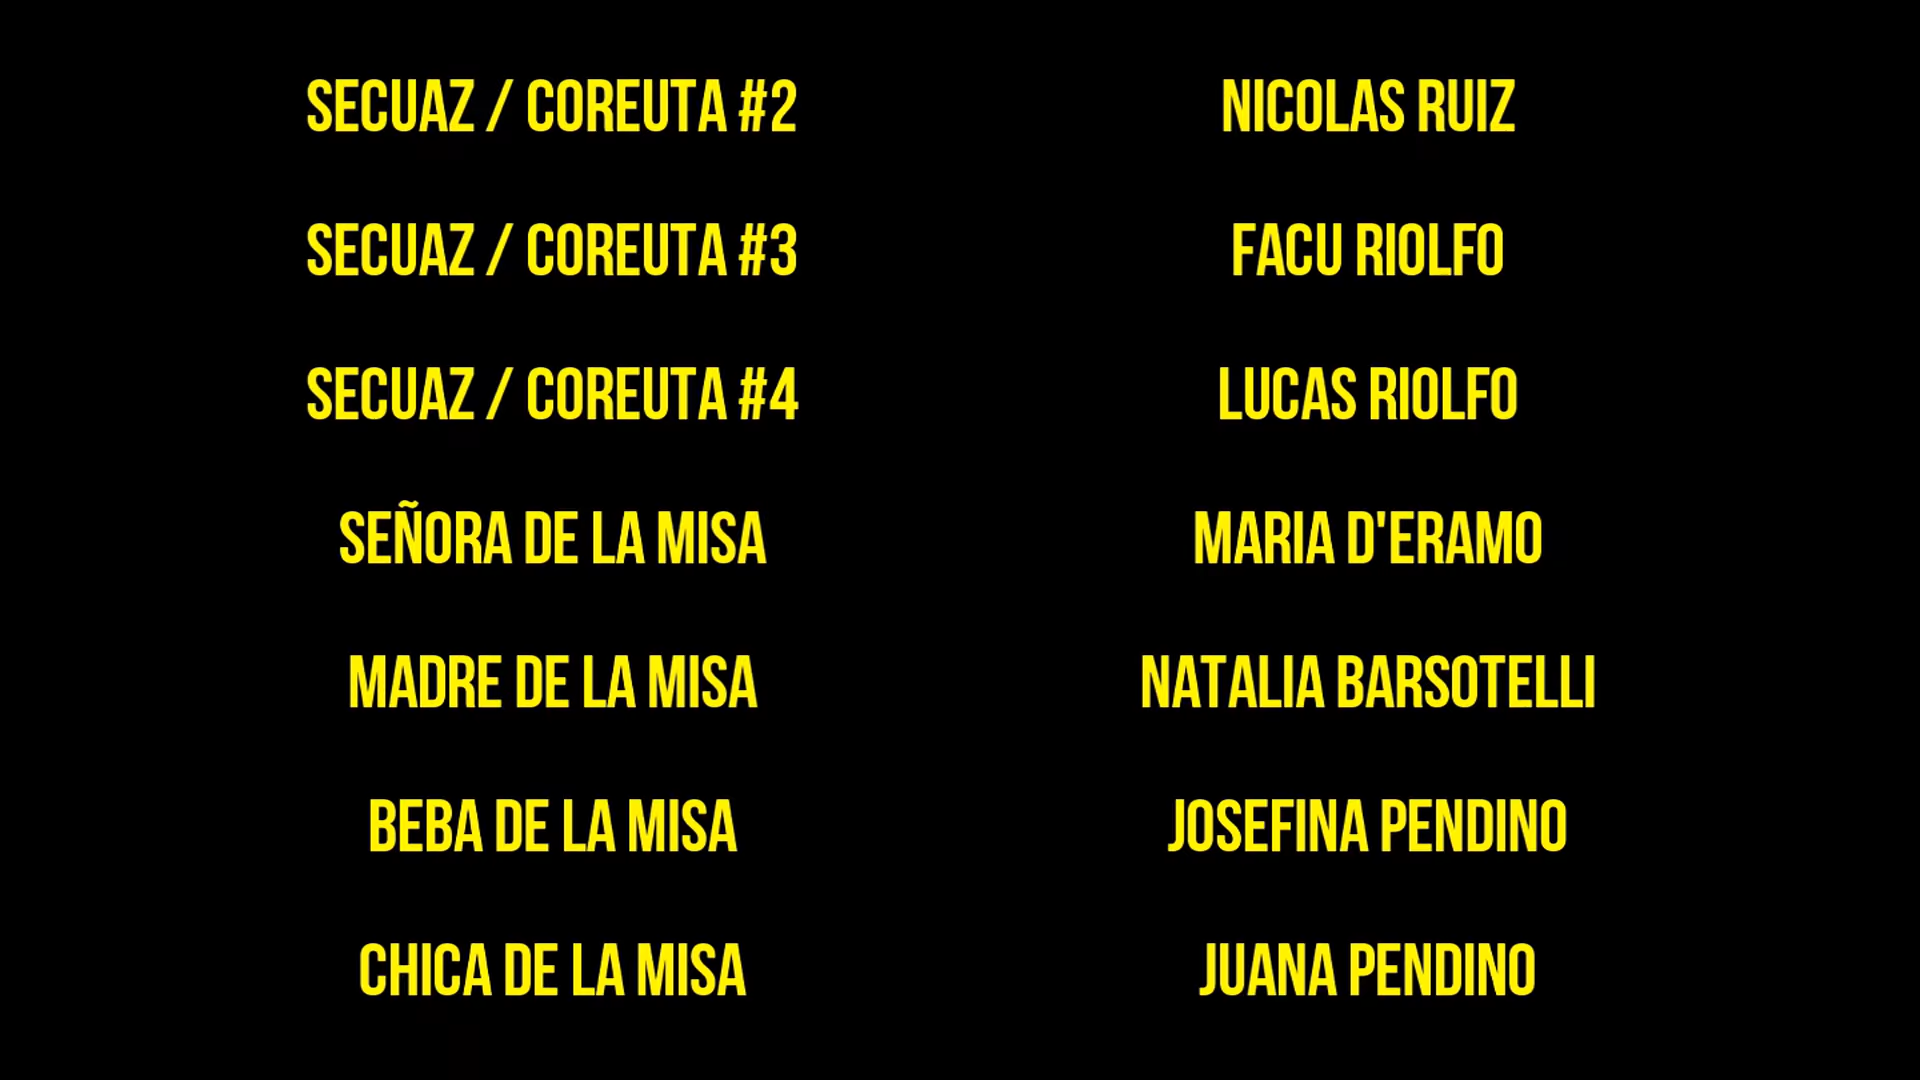 SECUAZ / COREUTA #2 NICOLAS RUIZ
SECUAZ / COREUTA #3 FACU RIOLFO
SECUAZ / COREUTA #4 LUCAS RIOLFO
SEÑORA DE LA MISA MARIA D'ERAMO
MADRE DE LA MISA NATALIA BARSOTELLI
BEBA DE LA MISA JOSEFINA PENDINO
CHICA DE LA MISA JUANA PENDINO